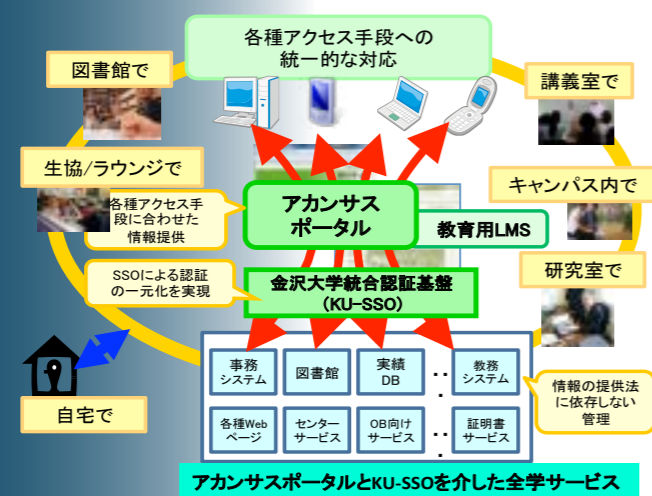 各種アクセス手段への
統一的な対応
図書館で
講義室で
生協/ラウンジで
キャンパス内で
各種アクセス手
段に合わせた
情報提供
アカンサス
ポータル
教育用LMS
研究室で
SSOによる認証
の一元化を実現
金沢大学統合認証基盤
(KU-SSO)
自宅で
事務
システム
図書館
実績
DB
・・・
教務
システム
各種Web
ページ
センター
サービス
OB向け
サービス
・・・
証明書
サービス
情報の提供法
に依存しない
管理
アカンサスポータルとKU-SSOを介した全学サービス